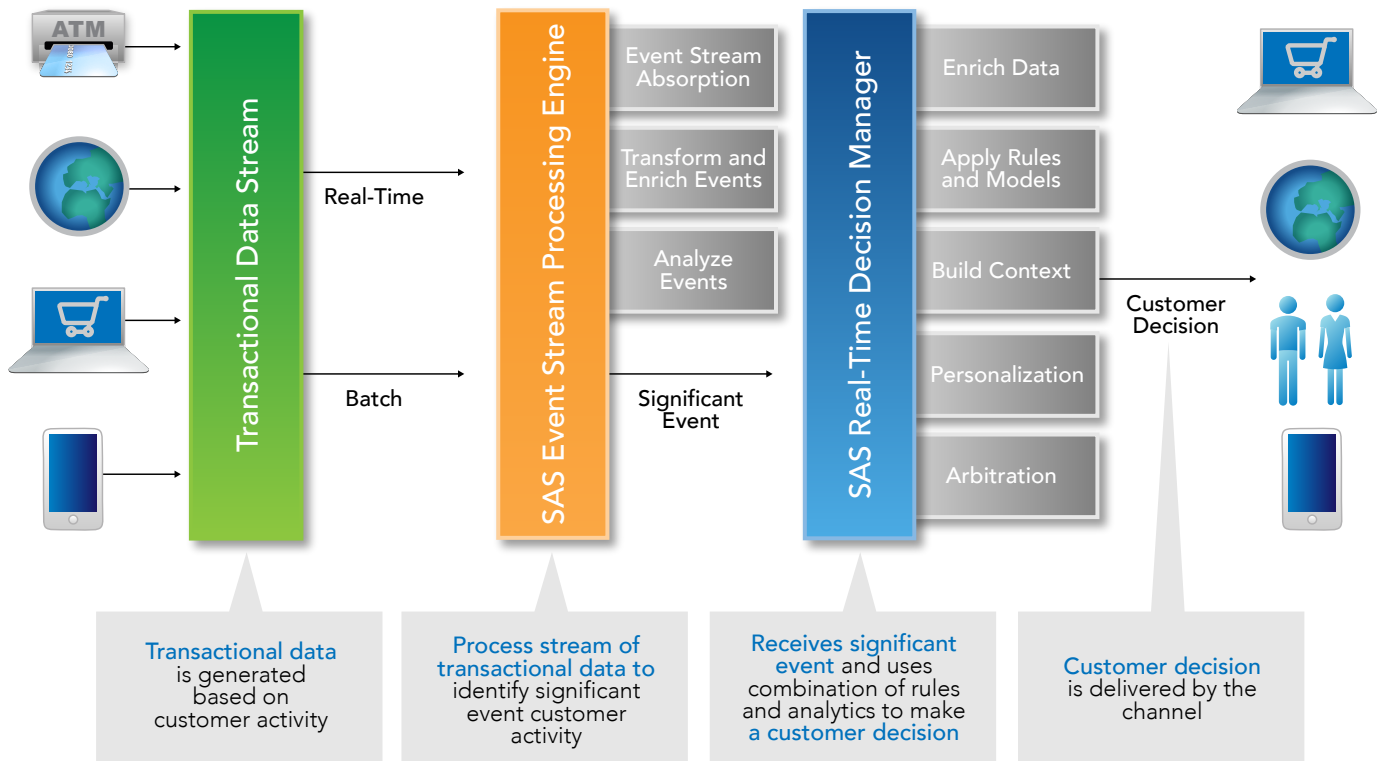 ATM
Transactional Data Stream
Real-Time
Batch
SAS Event Stream Processing Engine
Event Stream
Absorption
Transform and
Enrich Events
Analyze
Events
Significant
Event
SAS Real-Time Decision Manager
Enrich Data
Apply Rules
and Models
Build Context
Personalization
Arbitration
Customer
Decision
Transactional data
is generated
based on
customer activity
Process stream of
transactional data to
identify significant
event customer
activity
Receives significant
event and uses
combination of rules
and analytics to make
a customer decision
Customer decision
is delivered by the
channel